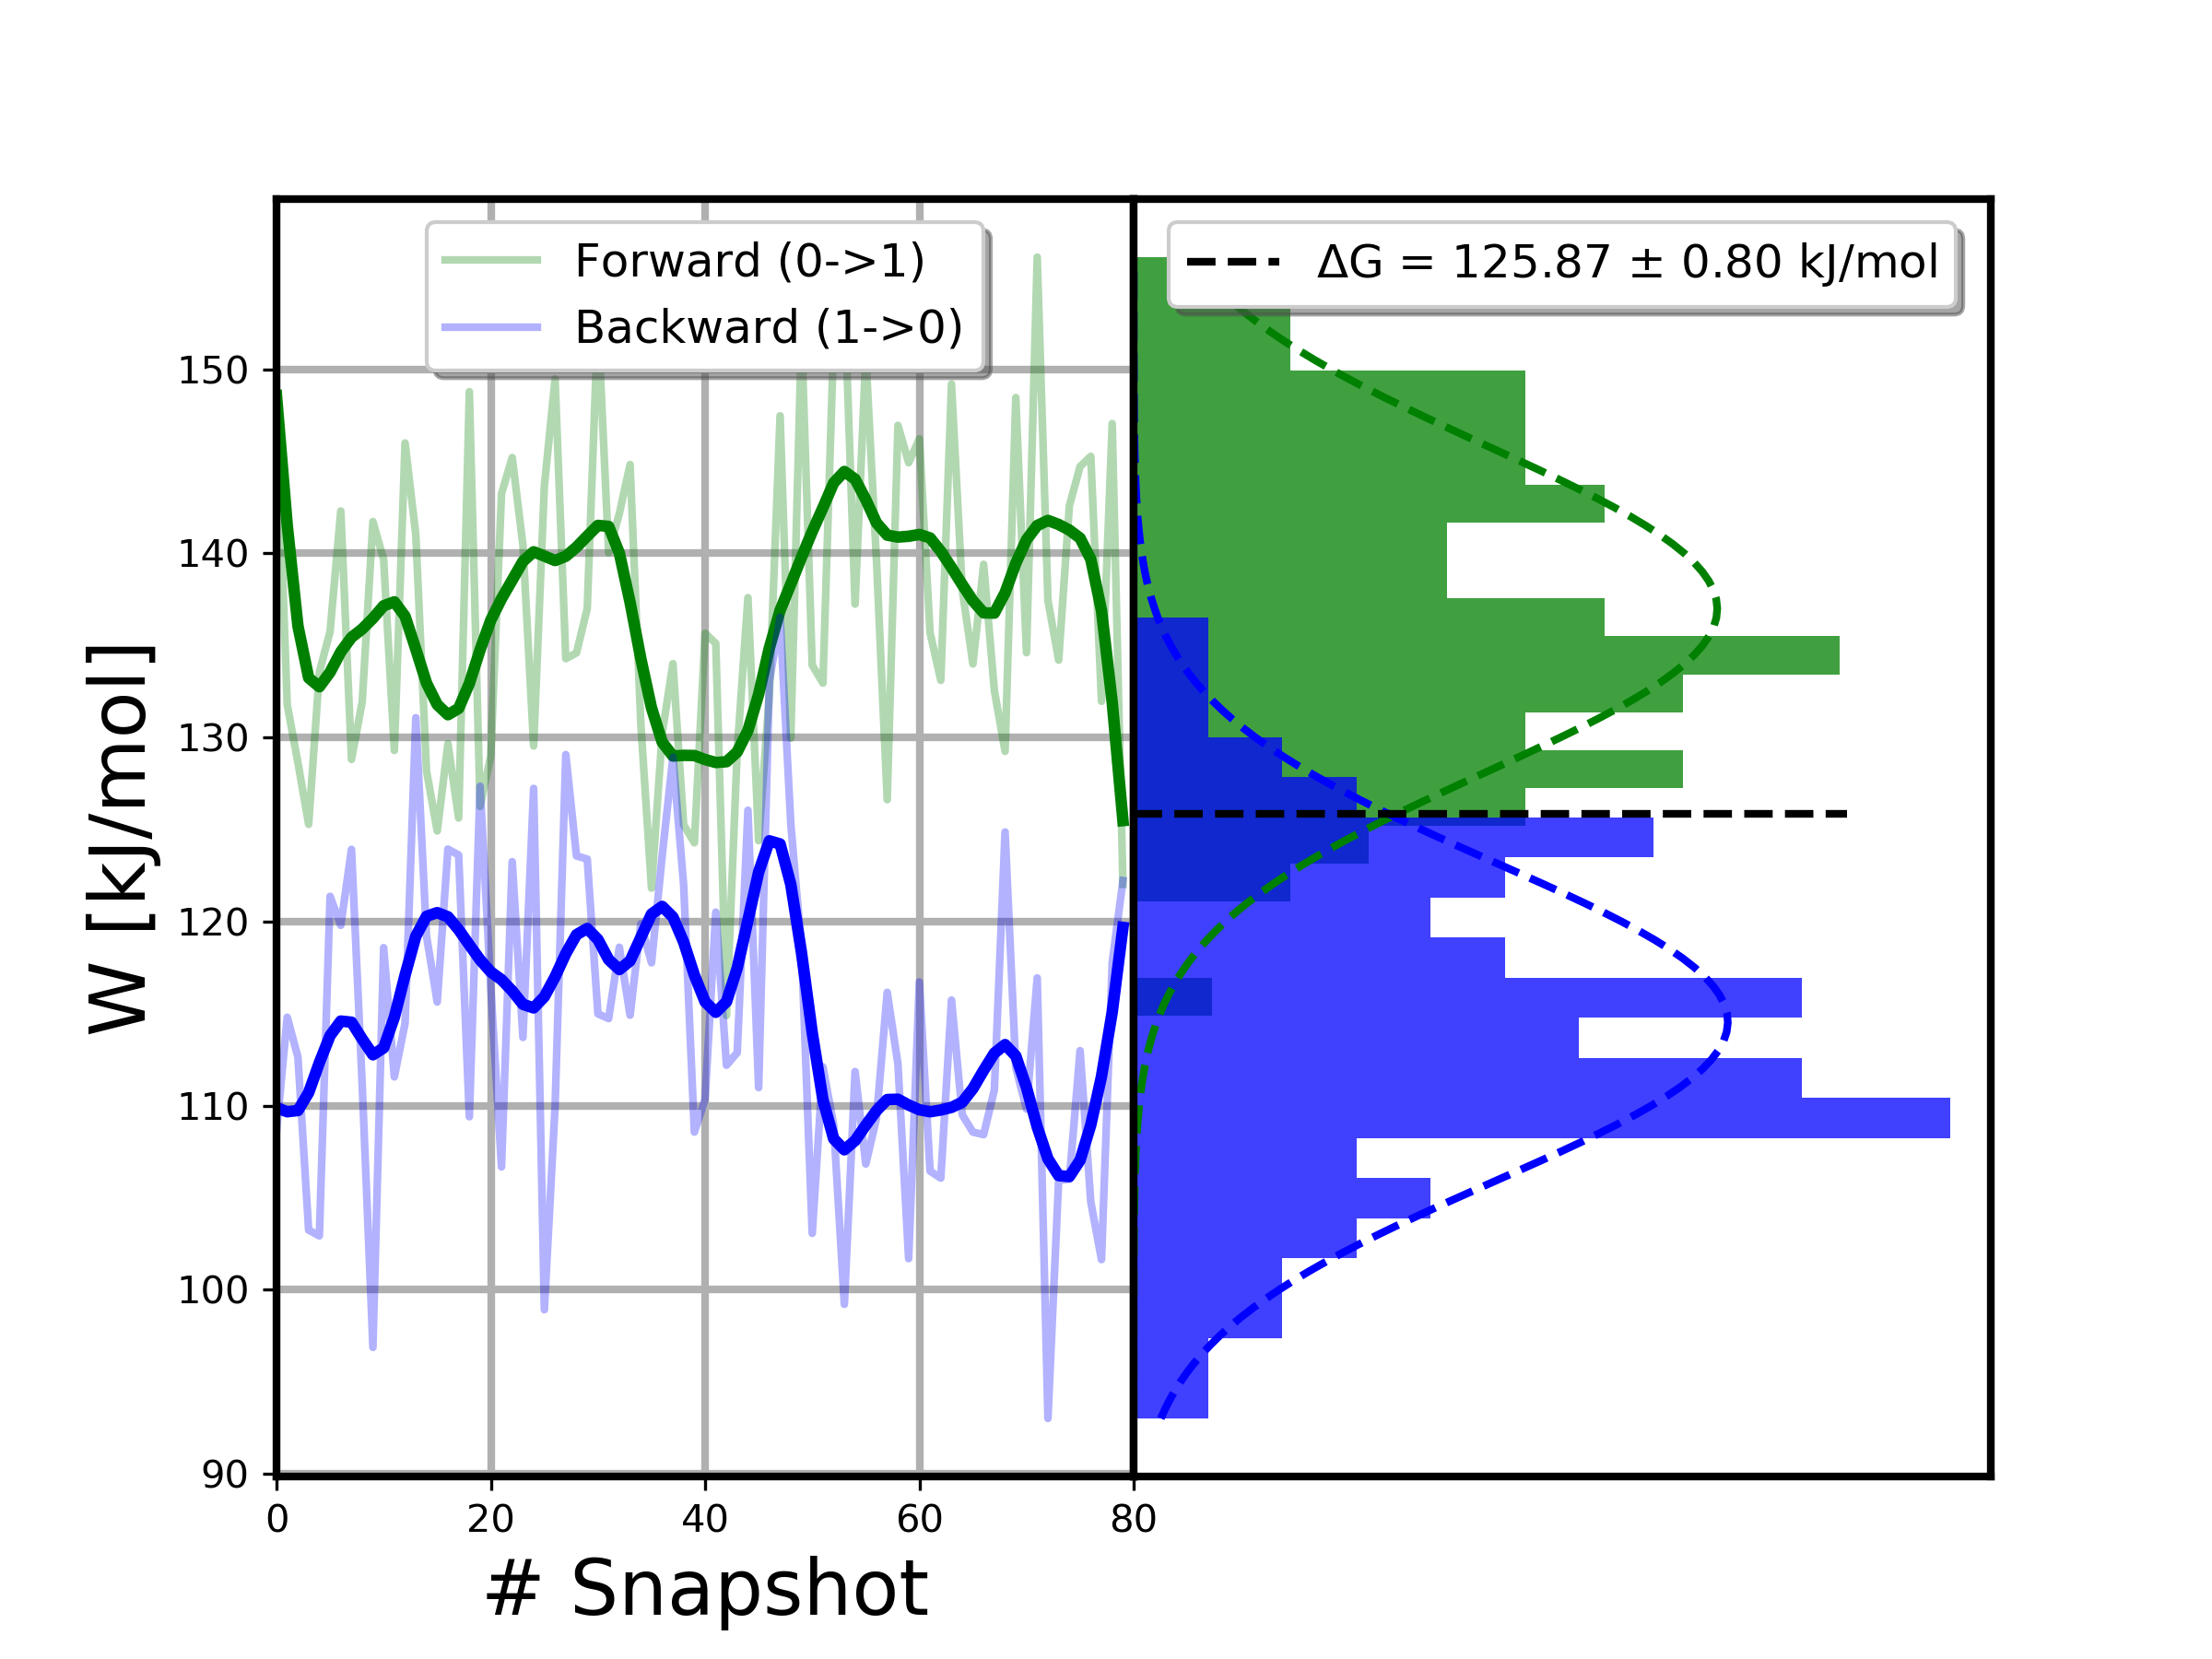 Forward (0->1)
Backward (1->0)
ΔG = 125.87 ± 0.80 kJ/mol
W [kJ/mol]
150
140
130
120
110
100
90
0 20 40 60 80
# Snapshot